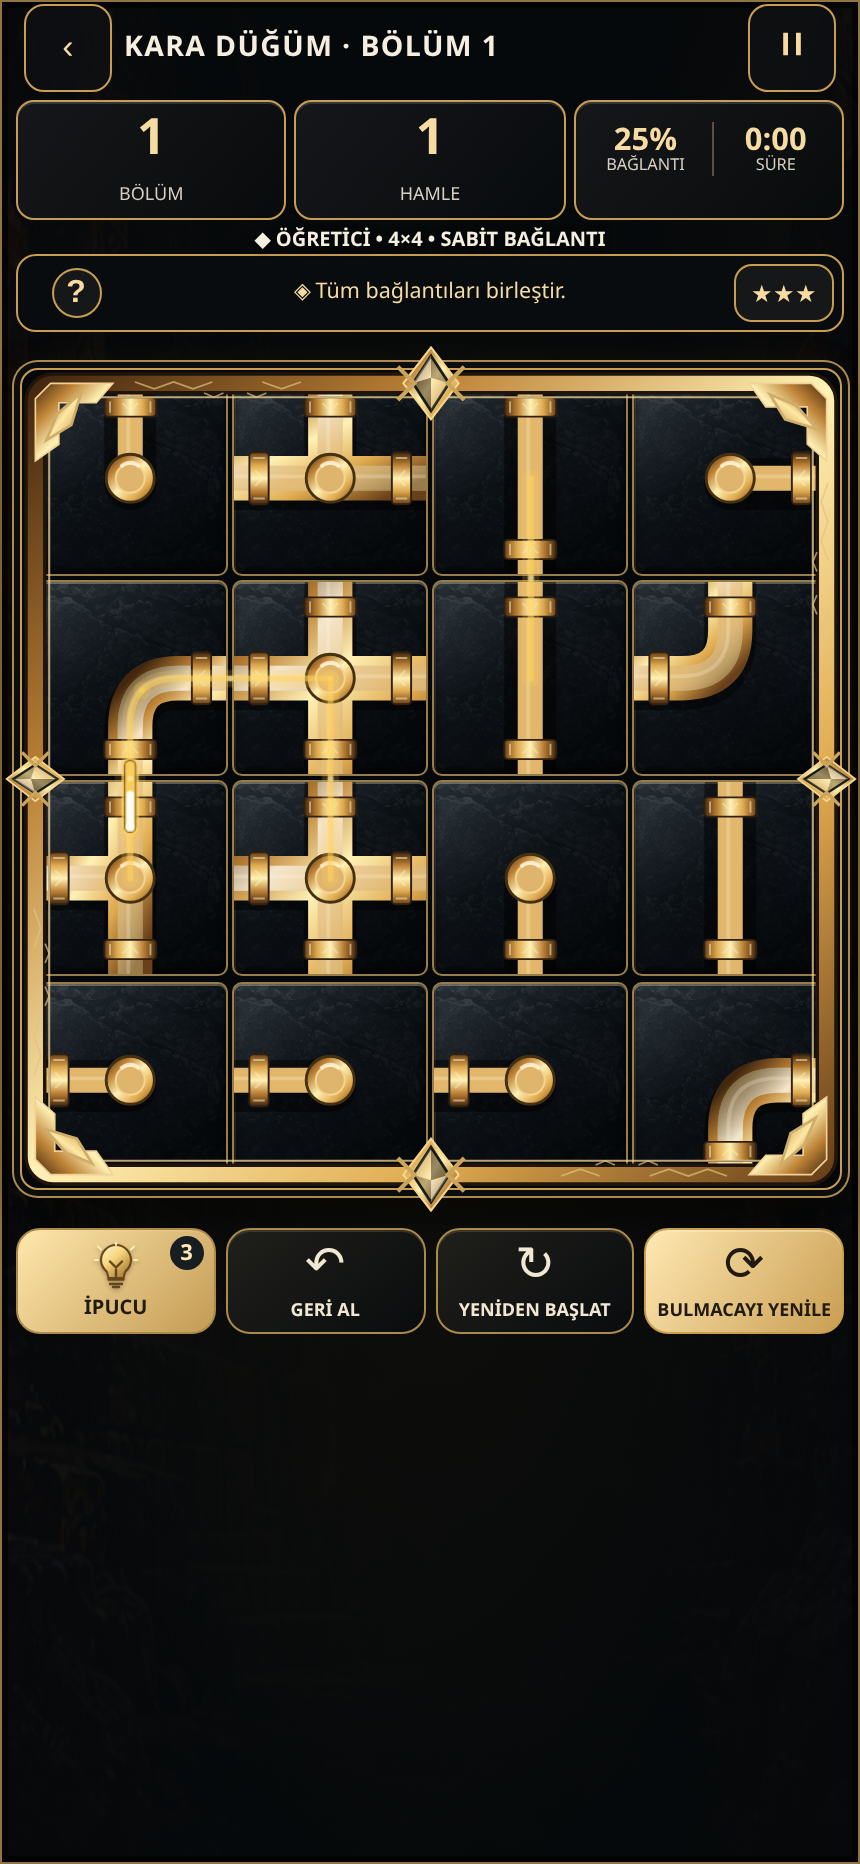 ‹ KARA DÜĞÜM · BÖLÜM 1
1
BÖLÜM
1
HAMLE
25%
BAĞLANTI
0:00
SÜRE
◆ ÖĞRETİCİ • 4×4 • SABİT BAĞLANTI
?
◈ Tüm bağlantıları birleştir.
★★★
3
İPUCU
GERİ AL
YENİDEN BAŞLAT
BULMACAYI YENİLE